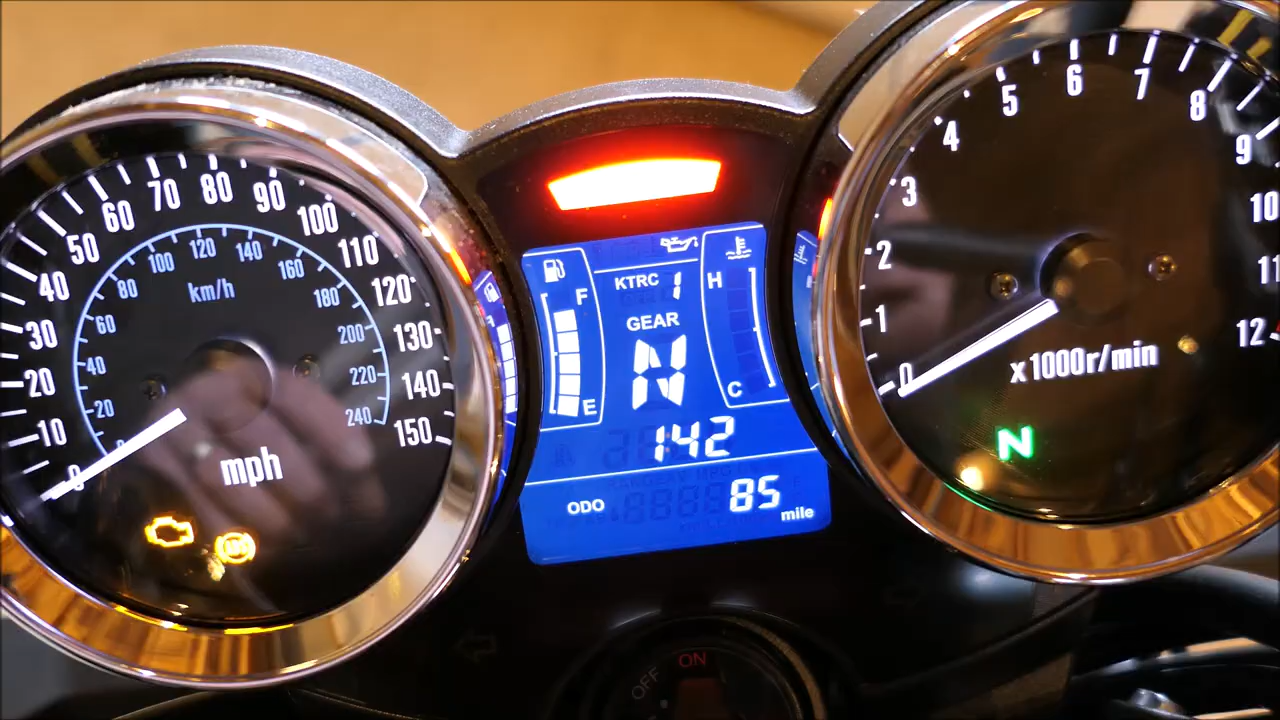 0 10 20 30 40 50 60 70 80 90 100 110 120 130 140 150
0 20 40 60 80 100 120 140 160 180 200 220 240
km/h
mph
F
E
KTRC 1
GEAR
N
142
ODO 85 mile
H
C
0 1 2 3 4 5 6 7 8 9 10 11 12
x1000r/min
N
OFF
ON